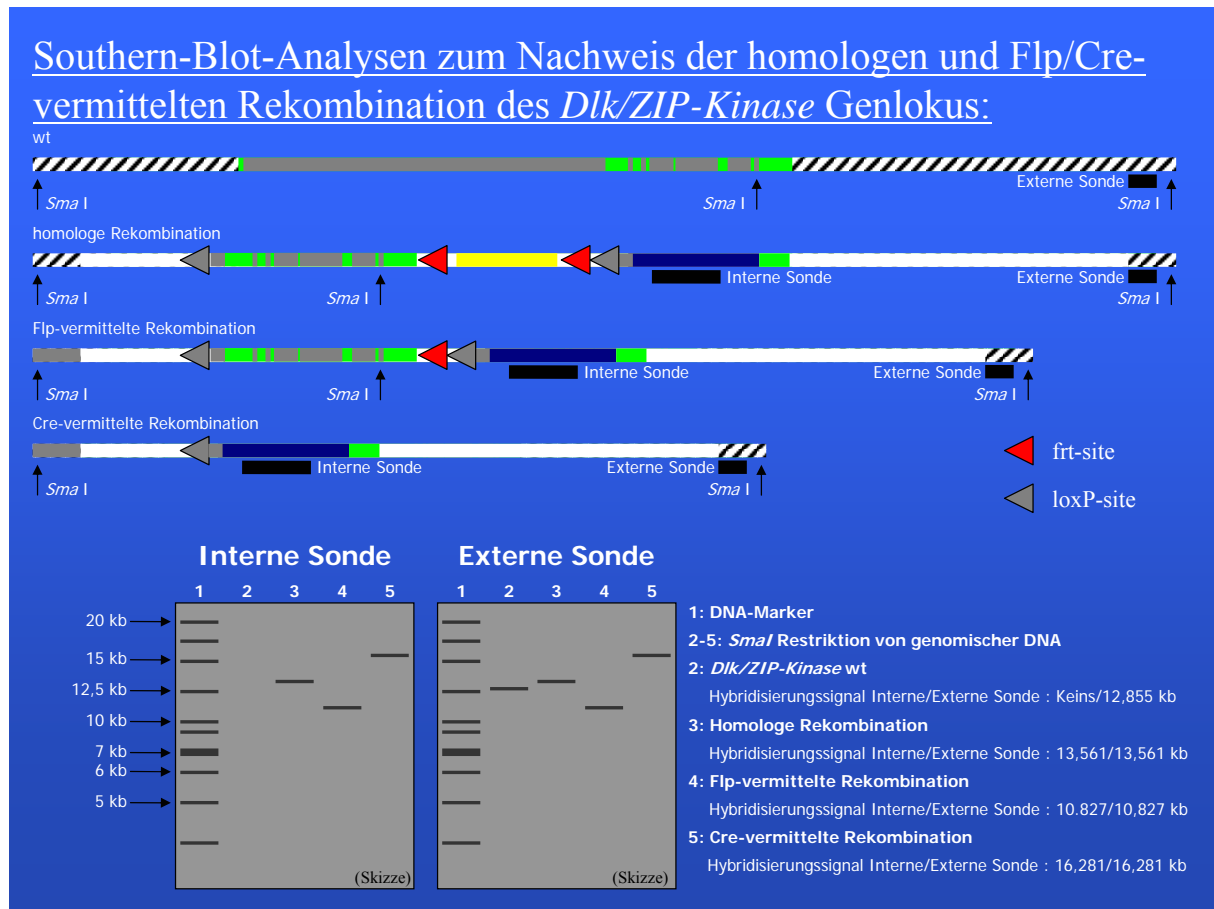 Southern-Blot-Analysen zum Nachweis der homologen und Flp/Cre-
vermittelten Rekombination des Dlk/ZIP-Kinase Genlokus:
wt
Externe Sonde
Sma I
Sma I
Sma I
homologe Rekombination
Interne Sonde
Externe Sonde
Sma I
Sma I
Sma I
Flp-vermittelte Rekombination
Interne Sonde
Externe Sonde
Sma I
Sma I
Sma I
Cre-vermittelte Rekombination
Interne Sonde
Externe Sonde
Sma I
Sma I
frt-site
loxP-site
Interne Sonde
Externe Sonde
1 2 3 4 5
1 2 3 4 5
20 kb
15 kb
12,5 kb
10 kb
7 kb
6 kb
5 kb
(Skizze)
(Skizze)
1: DNA-Marker
2-5: SmaI Restriktion von genomischer DNA
2: Dlk/ZIP-Kinase wt
Hybridisierungssignal Interne/Externe Sonde : Keins/12,855 kb
3: Homologe Rekombination
Hybridisierungssignal Interne/Externe Sonde : 13,561/13,561 kb
4: Flp-vermittelte Rekombination
Hybridisierungssignal Interne/Externe Sonde : 10.827/10,827 kb
5: Cre-vermittelte Rekombination
Hybridisierungssignal Interne/Externe Sonde : 16,281/16,281 kb